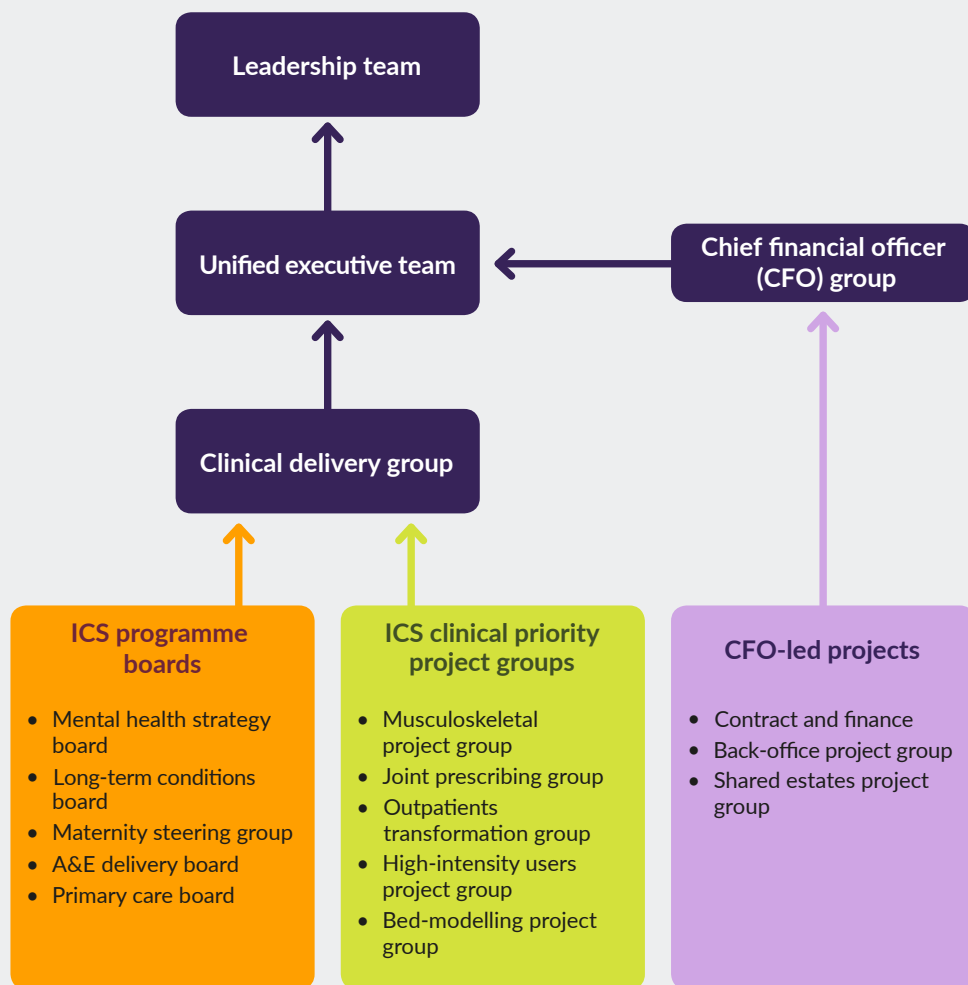 Leadership team
Unified executive team
Chief financial officer
(CFO) group
Clinical delivery group
ICS programme
boards
• Mental health strategy
board
• Long-term conditions
board
• Maternity steering group
• A&E delivery board
• Primary care board
ICS clinical priority
project groups
• Musculoskeletal
project group
• Joint prescribing group
• Outpatients
transformation group
• High-intensity users
project group
• Bed-modelling project
group
CFO-led projects
• Contract and finance
• Back-office project group
• Shared estates project
group